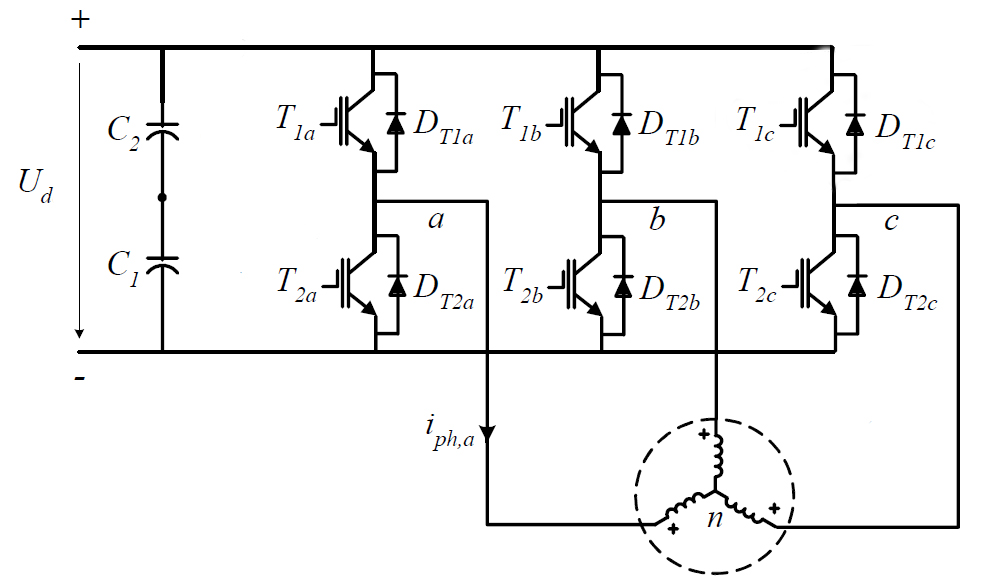 +
T1a
DT1a
T1b
DT1b
T1c
DT1c
C2
Ud
a
b
c
C1
T2a
DT2a
T2b
DT2b
T2c
DT2c
-
iph,a
+
n
+
+